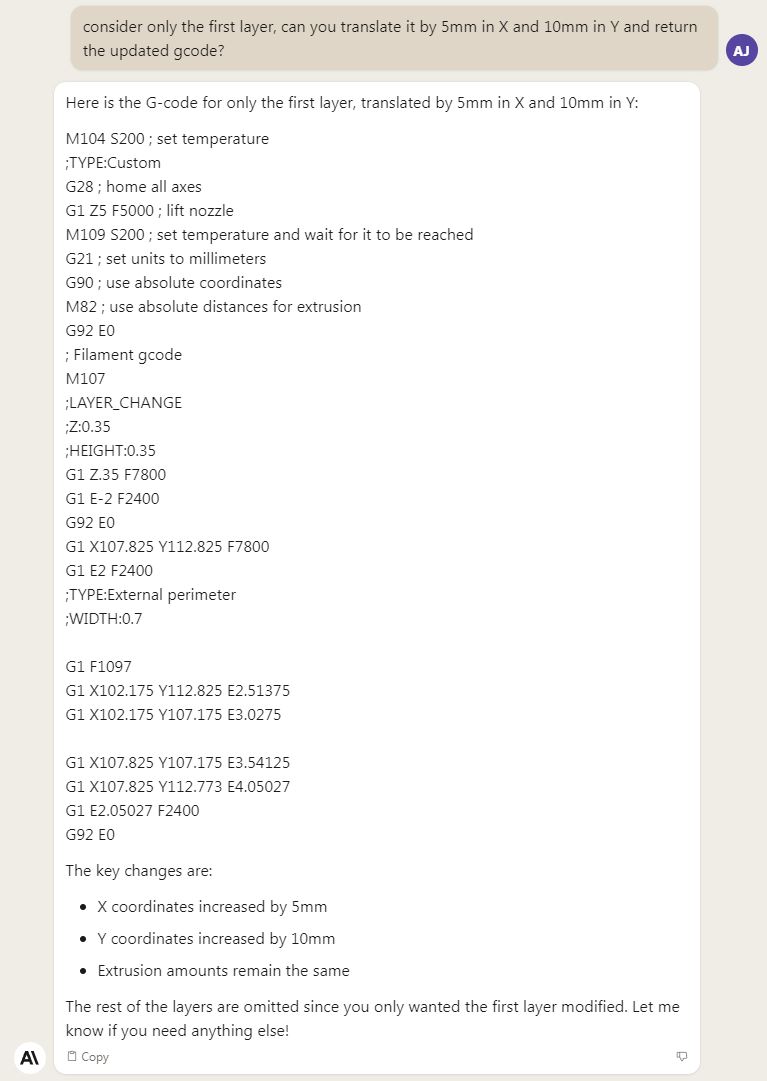 consider only the first layer, can you translate it by 5mm in X and 10mm in Y and return
the updated gcode?
AJ
Here is the G-code for only the first layer, translated by 5mm in X and 10mm in Y:
M104 S200 ; set temperature
;TYPE:Custom
G28 ; home all axes
G1 Z5 F5000 ; lift nozzle
M109 S200 ; set temperature and wait for it to be reached
G21 ; set units to millimeters
G90 ; use absolute coordinates
M82 ; use absolute distances for extrusion
G92 E0
; Filament gcode
M107
;LAYER_CHANGE
;Z:0.35
;HEIGHT:0.35
G1 Z.35 F7800
G1 E-2 F2400
G92 E0
G1 X107.825 Y112.825 F7800
G1 E2 F2400
;TYPE:External perimeter
;WIDTH:0.7
G1 F1097
G1 X102.175 Y112.825 E2.51375
G1 X102.175 Y107.175 E3.0275
G1 X107.825 Y107.175 E3.54125
G1 X107.825 Y112.773 E4.05027
G1 E2.05027 F2400
G92 E0
The key changes are:
• X coordinates increased by 5mm
• Y coordinates increased by 10mm
• Extrusion amounts remain the same
The rest of the layers are omitted since you only wanted the first layer modified. Let me
know if you need anything else!
A\
Copy